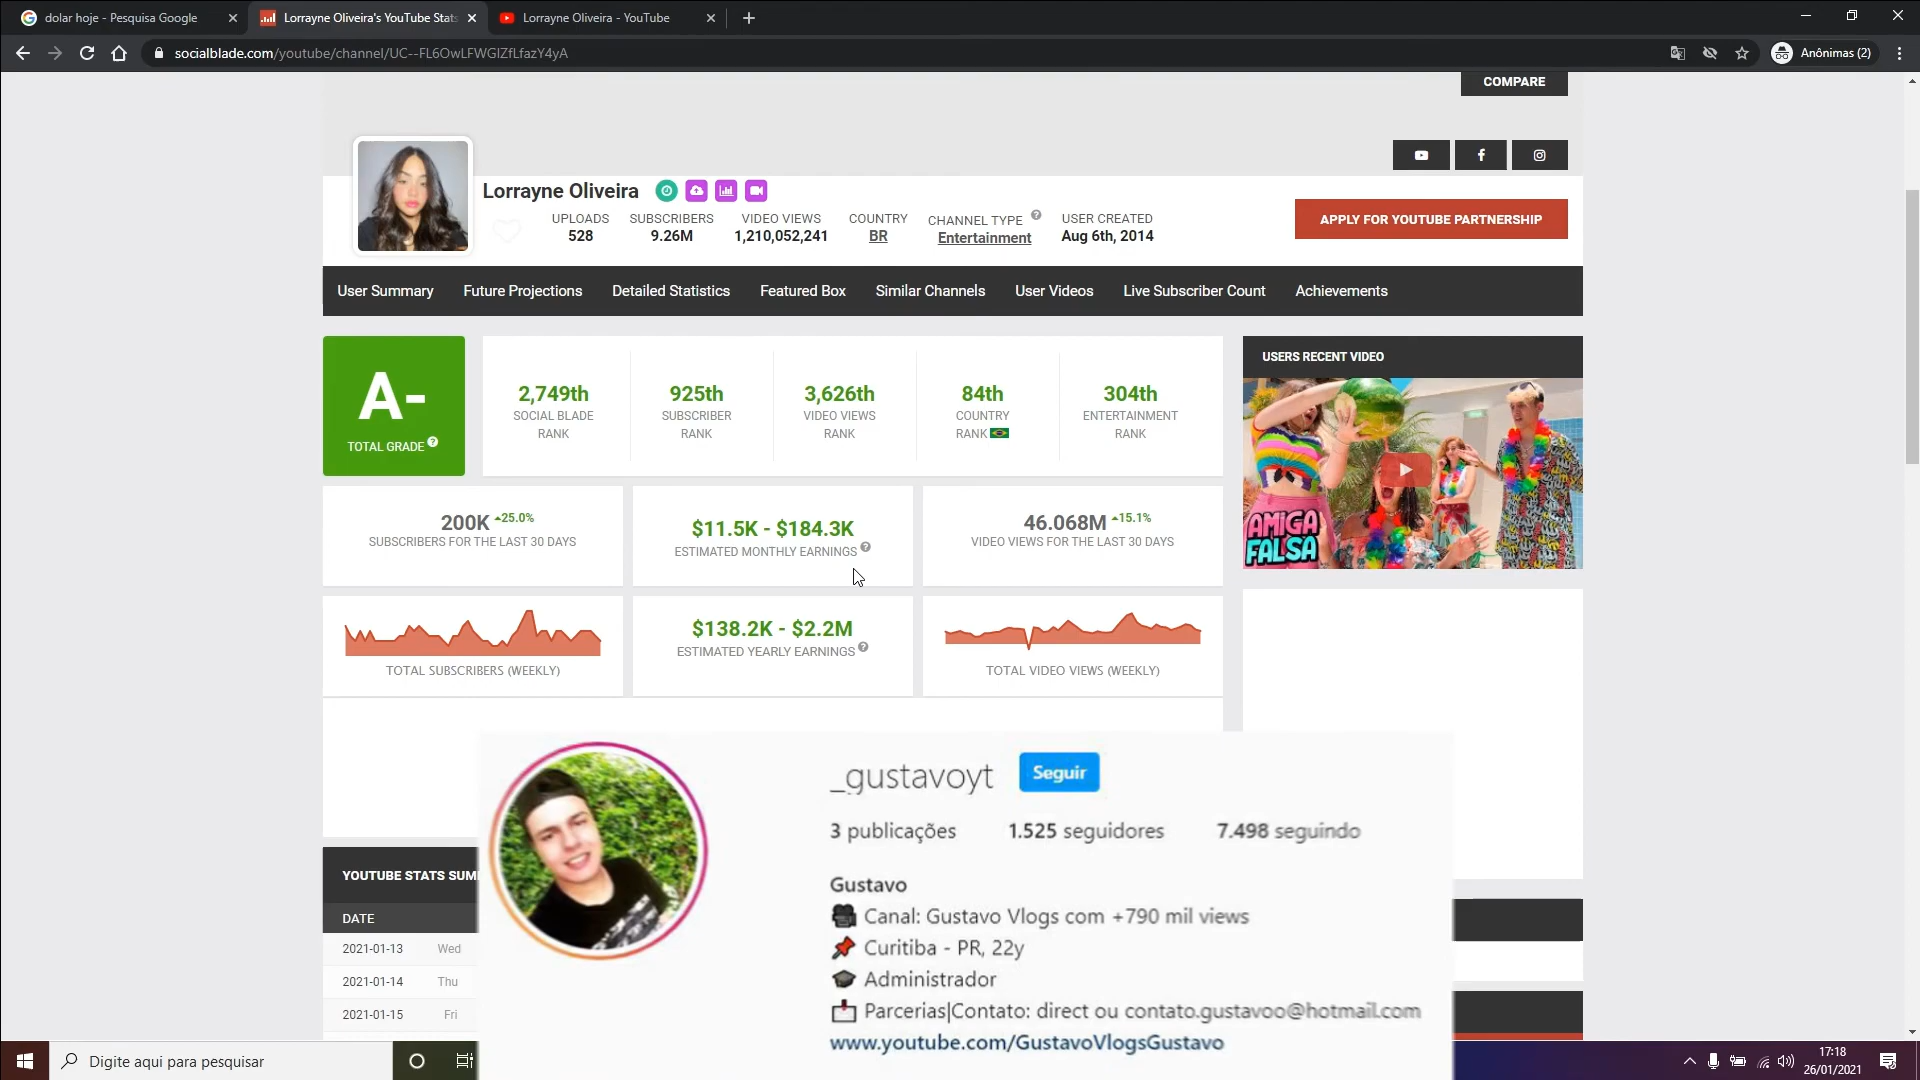 dolar hoje - Pesquisa Google
Lorrayne Oliveira's YouTube Stats
Lorrayne Oliveira - YouTube
socialblade.com/youtube/channel/UC--FL6OwLFWGlZfLfazY4yA
Anônimas (2)
COMPARE
Lorrayne Oliveira
UPLOADS SUBSCRIBERS VIDEO VIEWS COUNTRY CHANNEL TYPE USER CREATED
528 9.26M 1,210,052,241 BR Entertainment Aug 6th, 2014
APPLY FOR YOUTUBE PARTNERSHIP
User Summary Future Projections Detailed Statistics Featured Box Similar Channels User Videos Live Subscriber Count Achievements
A-
TOTAL GRADE
2,749th
SOCIAL BLADE
RANK
925th
SUBSCRIBER
RANK
3,626th
VIDEO VIEWS
RANK
84th
COUNTRY
RANK
304th
ENTERTAINMENT
RANK
USERS RECENT VIDEO
AMIGA
FALSA
200K 25.0%
SUBSCRIBERS FOR THE LAST 30 DAYS
$11.5K - $184.3K
ESTIMATED MONTHLY EARNINGS
46.068M 15.1%
VIDEO VIEWS FOR THE LAST 30 DAYS
TOTAL SUBSCRIBERS (WEEKLY)
$138.2K - $2.2M
ESTIMATED YEARLY EARNINGS
TOTAL VIDEO VIEWS (WEEKLY)
YOUTUBE STATS SUM
DATE
2021-01-13 Wed
2021-01-14 Thu
2021-01-15 Fri
_gustavoyt Seguir
3 publicações 1.525 seguidores 7.498 seguindo
Gustavo
Canal: Gustavo Vlogs com +790 mil views
Curitiba - PR, 22y
Administrador
Parcerias|Contato: direct ou contato.gustavoo@hotmail.com
www.youtube.com/GustavoVlogsGustavo
Digite aqui para pesquisar
17:18
26/01/2021